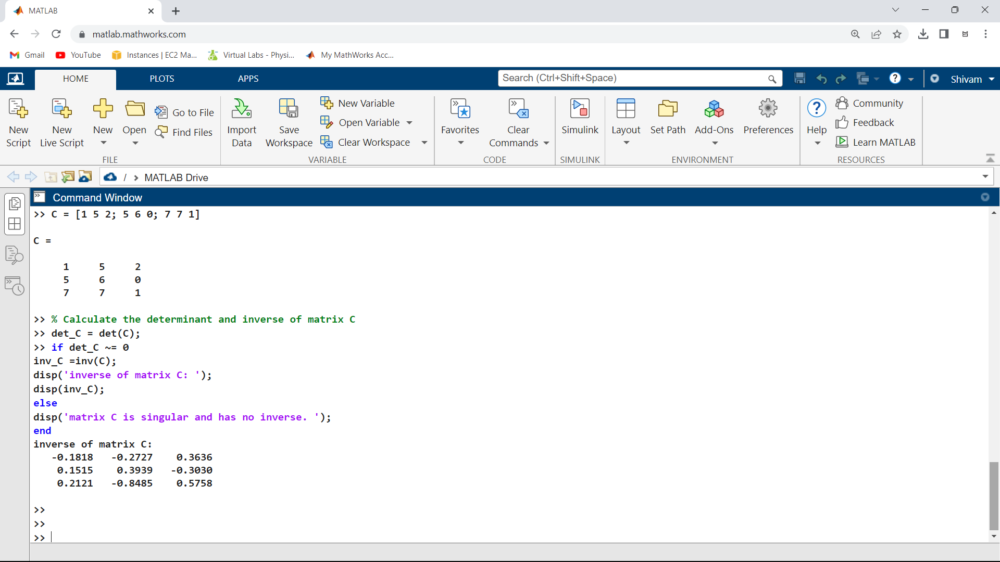 MATLAB
matlab.mathworks.com
Gmail YouTube Instances | EC2 Ma... Virtual Labs - Physi... My MathWorks Acc...
HOME PLOTS APPS Search (Ctrl+Shift+Space) Shivam
New Script New Live Script New Open Go to File Find Files
FILE
Import Data Save Workspace New Variable Open Variable Clear Workspace
VARIABLE
Favorites Clear Commands
CODE
Simulink
SIMULINK
Layout Set Path Add-Ons Preferences
ENVIRONMENT
Help Community Feedback Learn MATLAB
RESOURCES
/ > MATLAB Drive
Command Window
>> C = [1 5 2; 5 6 0; 7 7 1]
C =
1 5 2
5 6 0
7 7 1
>> % Calculate the determinant and inverse of matrix C
>> det_C = det(C);
>> if det_C ~= 0
inv_C =inv(C);
disp('inverse of matrix C: ');
disp(inv_C);
else
disp('matrix C is singular and has no inverse. ');
end
inverse of matrix C:
-0.1818 -0.2727 0.3636
0.1515 0.3939 -0.3030
0.2121 -0.8485 0.5758
>>
>>
>>